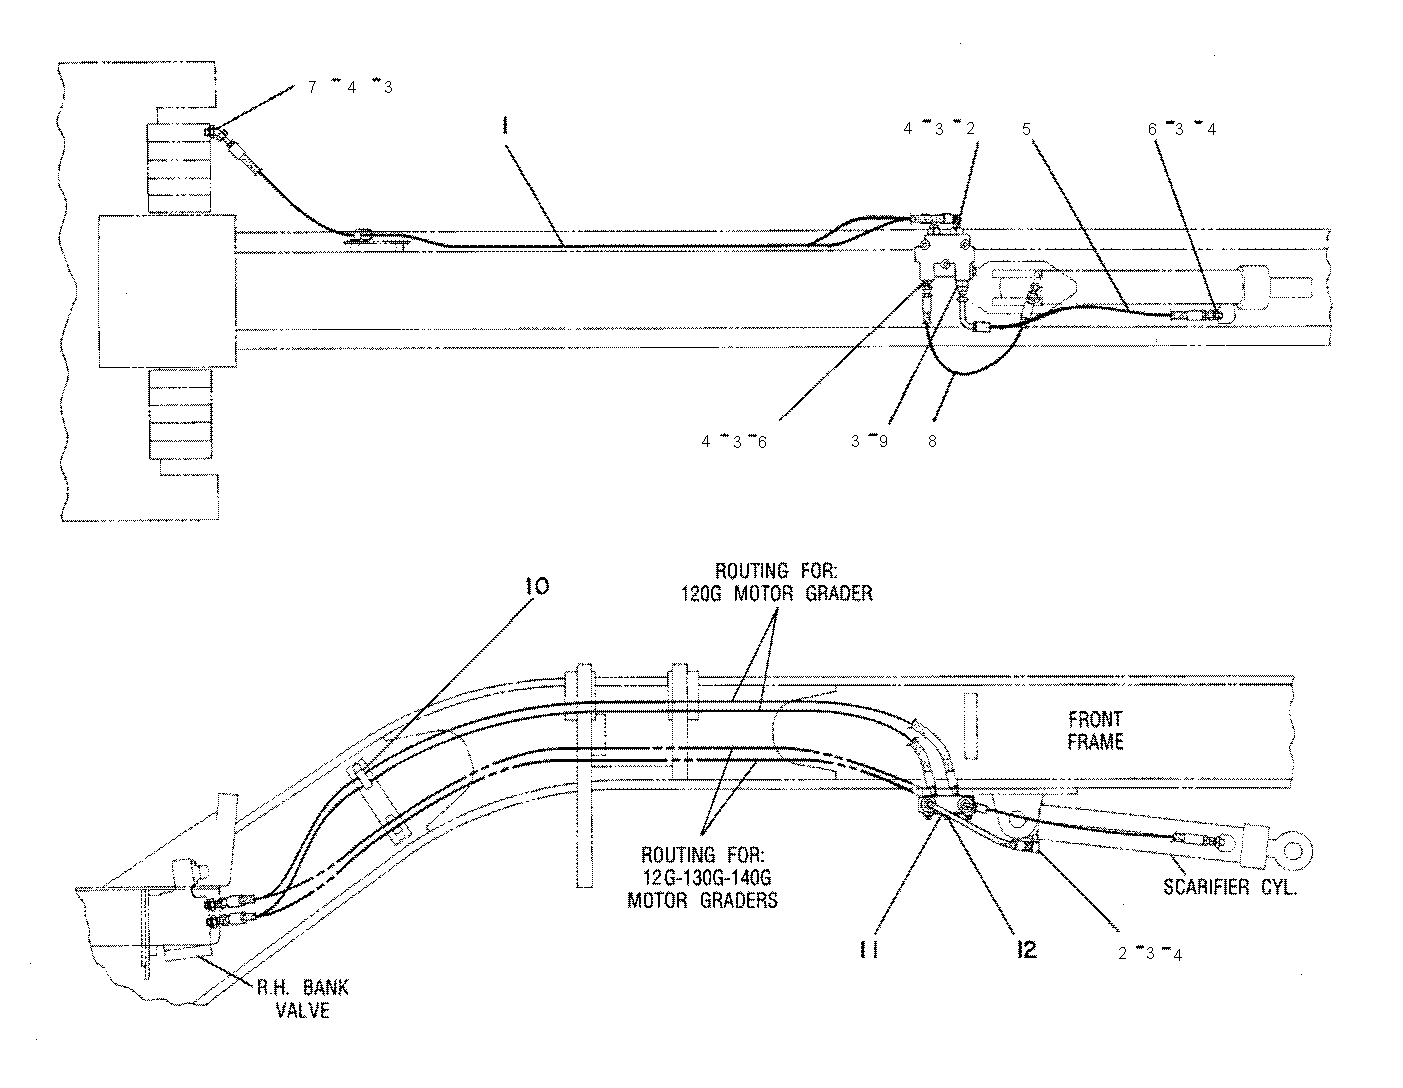 7 - 4 - 3
1
4 - 3 - 2
5
6 - 3 - 4
4 - 3 - 6
3 - 9
8
10
ROUTING FOR:
120G MOTOR GRADER
FRONT
FRAME
ROUTING FOR:
12G-130G-140G
MOTOR GRADERS
SCARIFIER CYL.
11
12
2 - 3 - 4
R.H. BANK
VALVE